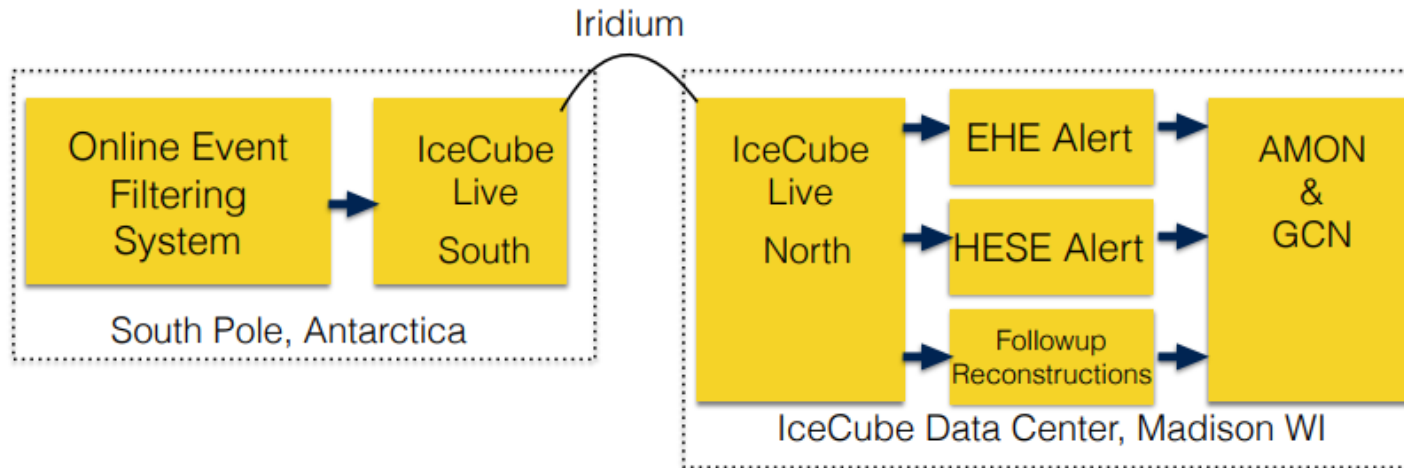 Iridium
Online Event
Filtering
System
IceCube
Live
South
South Pole, Antarctica
IceCube
Live
North
EHE Alert
HESE Alert
Followup
Reconstructions
AMON
&
GCN
IceCube Data Center, Madison WI